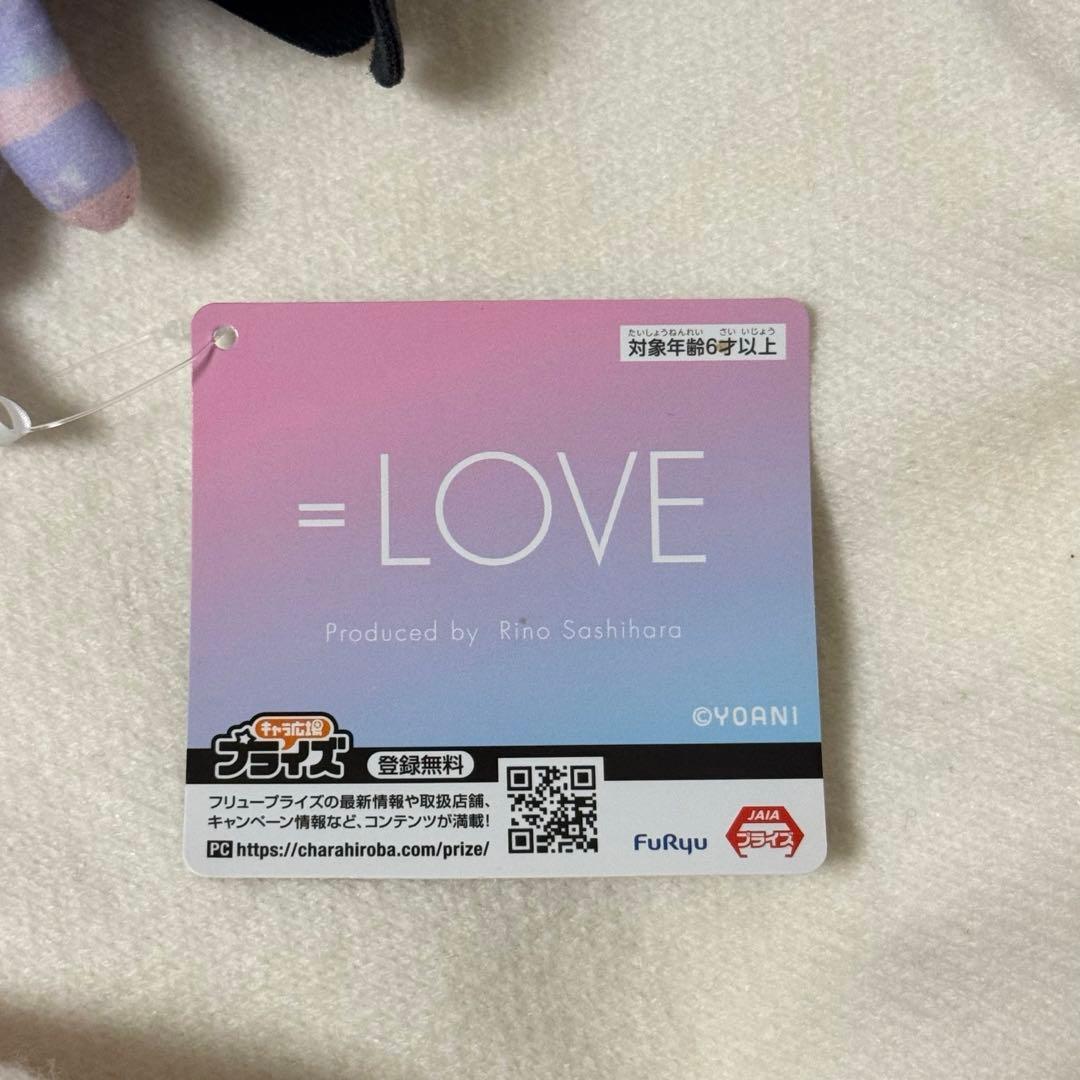 たいしょうねんれい さい いじょう
対象年齢6才以上
=LOVE
Produced by Rino Sashihara
©YOANI
キャラ広場
プライズ
登録無料
フリュープライズの最新情報や取扱店舗、
キャンペーン情報など、コンテンツが満載!
PC https://charahiroba.com/prize/
FuRyu
JAIA
プライズ